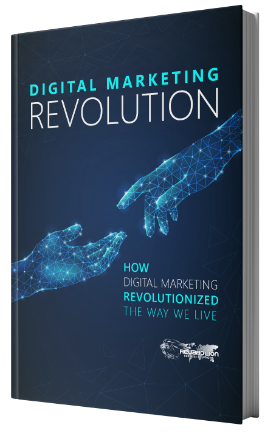 DIGITAL MARKETING
REVOLUTION
HOW
DIGITAL MARKETING
REVOLUTIONIZED
THE WAY WE LIVE